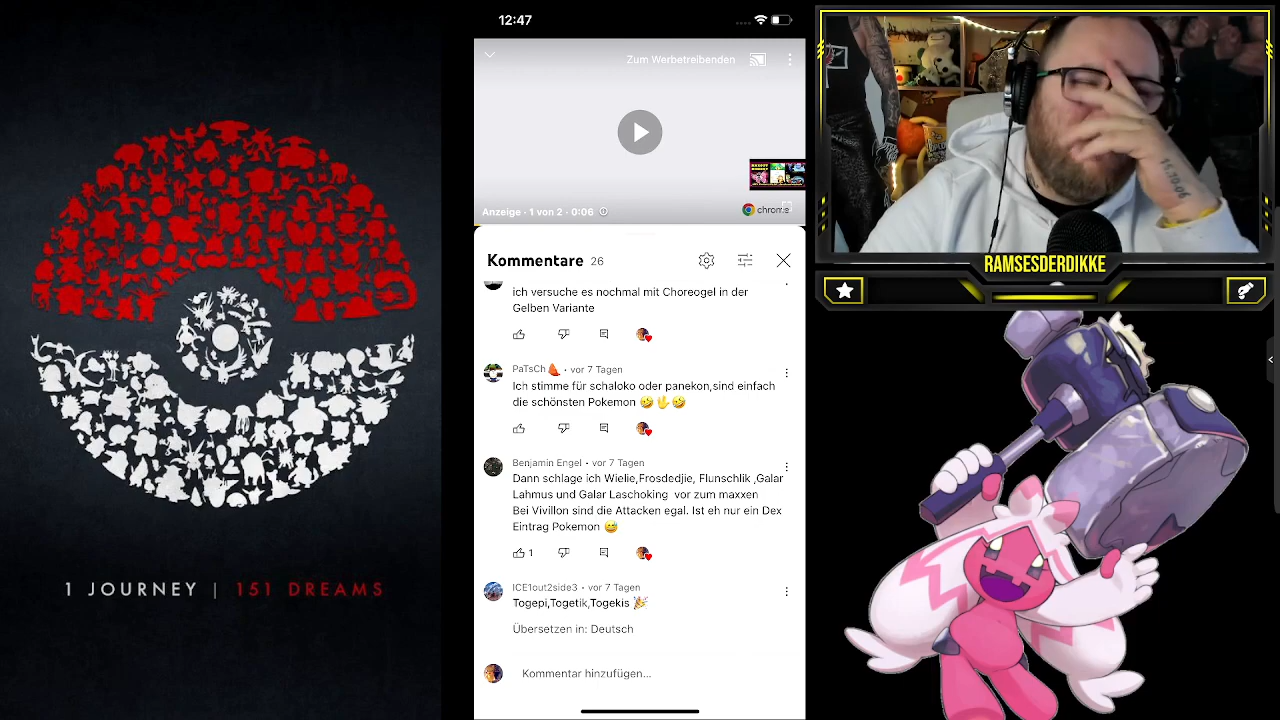 12:47
Zum Werbetreibenden
Anzeige · 1 von 2 · 0:06
chrome
Kommentare 26
ich versuche es nochmal mit Choreogel in der
Gelben Variante
PaTsCh🍕 · vor 7 Tagen
Ich stimme für schaloko oder panekon,sind einfach
die schönsten Pokemon 🤣🖖🤣
Benjamin Engel · vor 7 Tagen
Dann schlage ich Wielie,Frosdedjie, Flunschlik ,Galar
Lahmus und Galar Laschoking vor zum maxxen
Bei Vivillon sind die Attacken egal. Ist eh nur ein Dex
Eintrag Pokemon 😅
1
ICE1out2side3 · vor 7 Tagen
Togepi,Togetik,Togekis 🎉
Übersetzen in: Deutsch
Kommentar hinzufügen...
1 JOURNEY | 151 DREAMS
RAMSESDERDIKKE